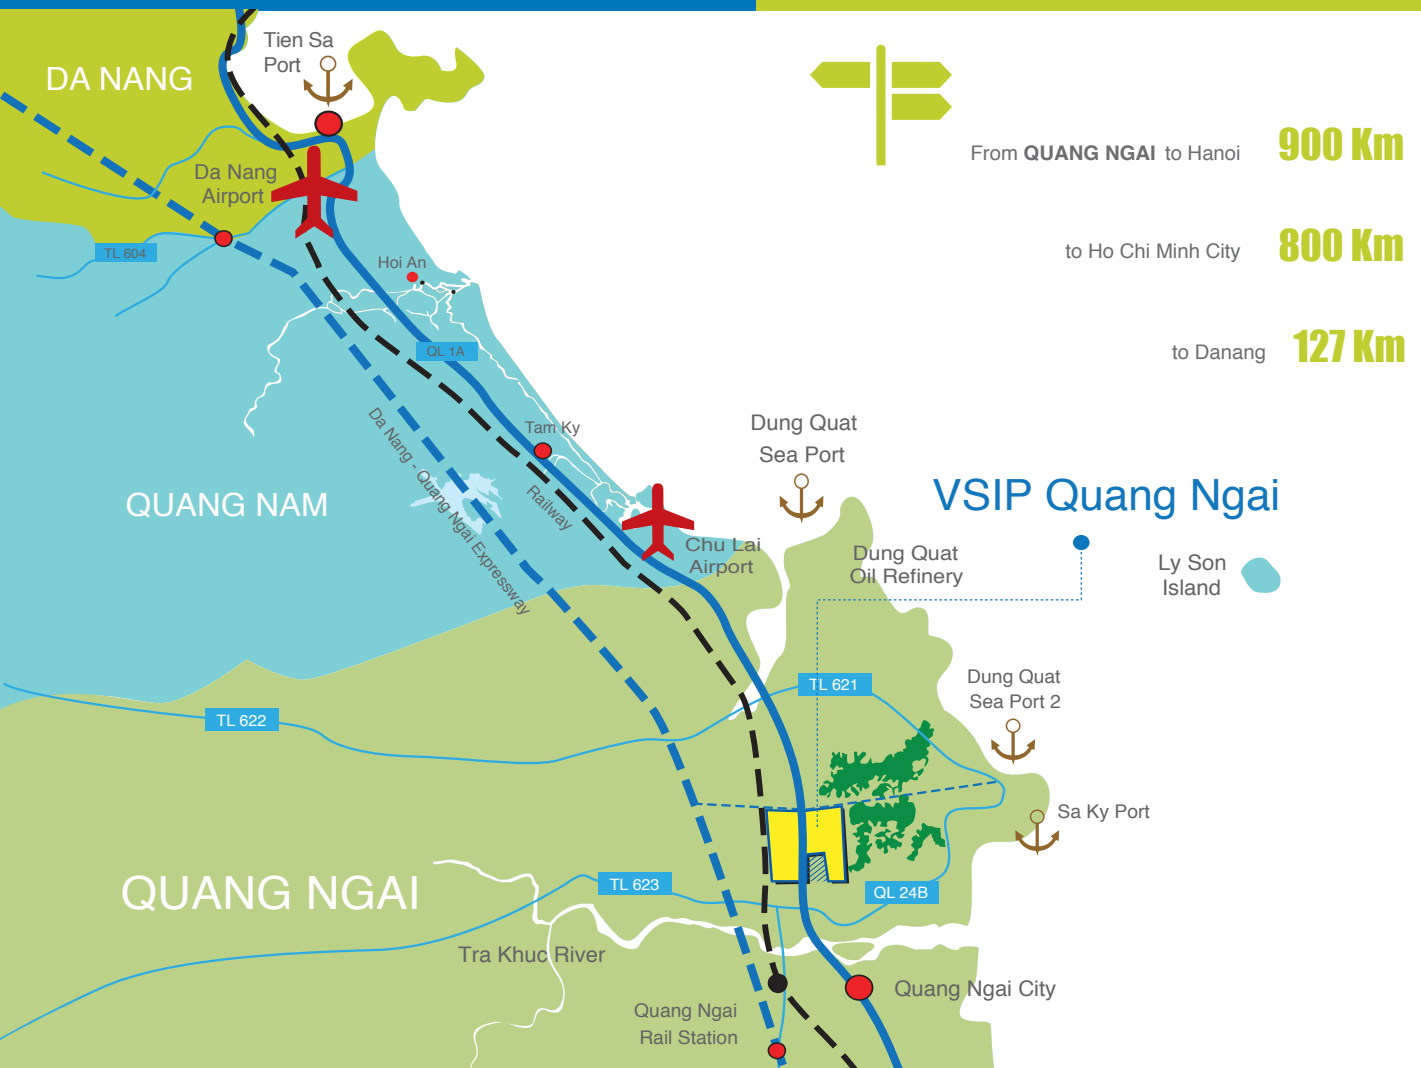 Tien Sa
Port
DA NANG
From QUANG NGAI to Hanoi 900 Km
Da Nang
Airport
TL 604
to Ho Chi Minh City 800 Km
Hoi An
QL 1A
to Danang 127 Km
Da Nang - Quang Ngai Expressway
Tam Ky
Railway
Dung Quat
Sea Port
QUANG NAM
VSIP Quang Ngai
Chu Lai
Airport
Dung Quat
Oil Refinery
Ly Son
Island
TL 621
Dung Quat
Sea Port 2
TL 622
Sa Ky Port
QUANG NGAI
TL 623
QL 24B
Tra Khuc River
Quang Ngai City
Quang Ngai
Rail Station